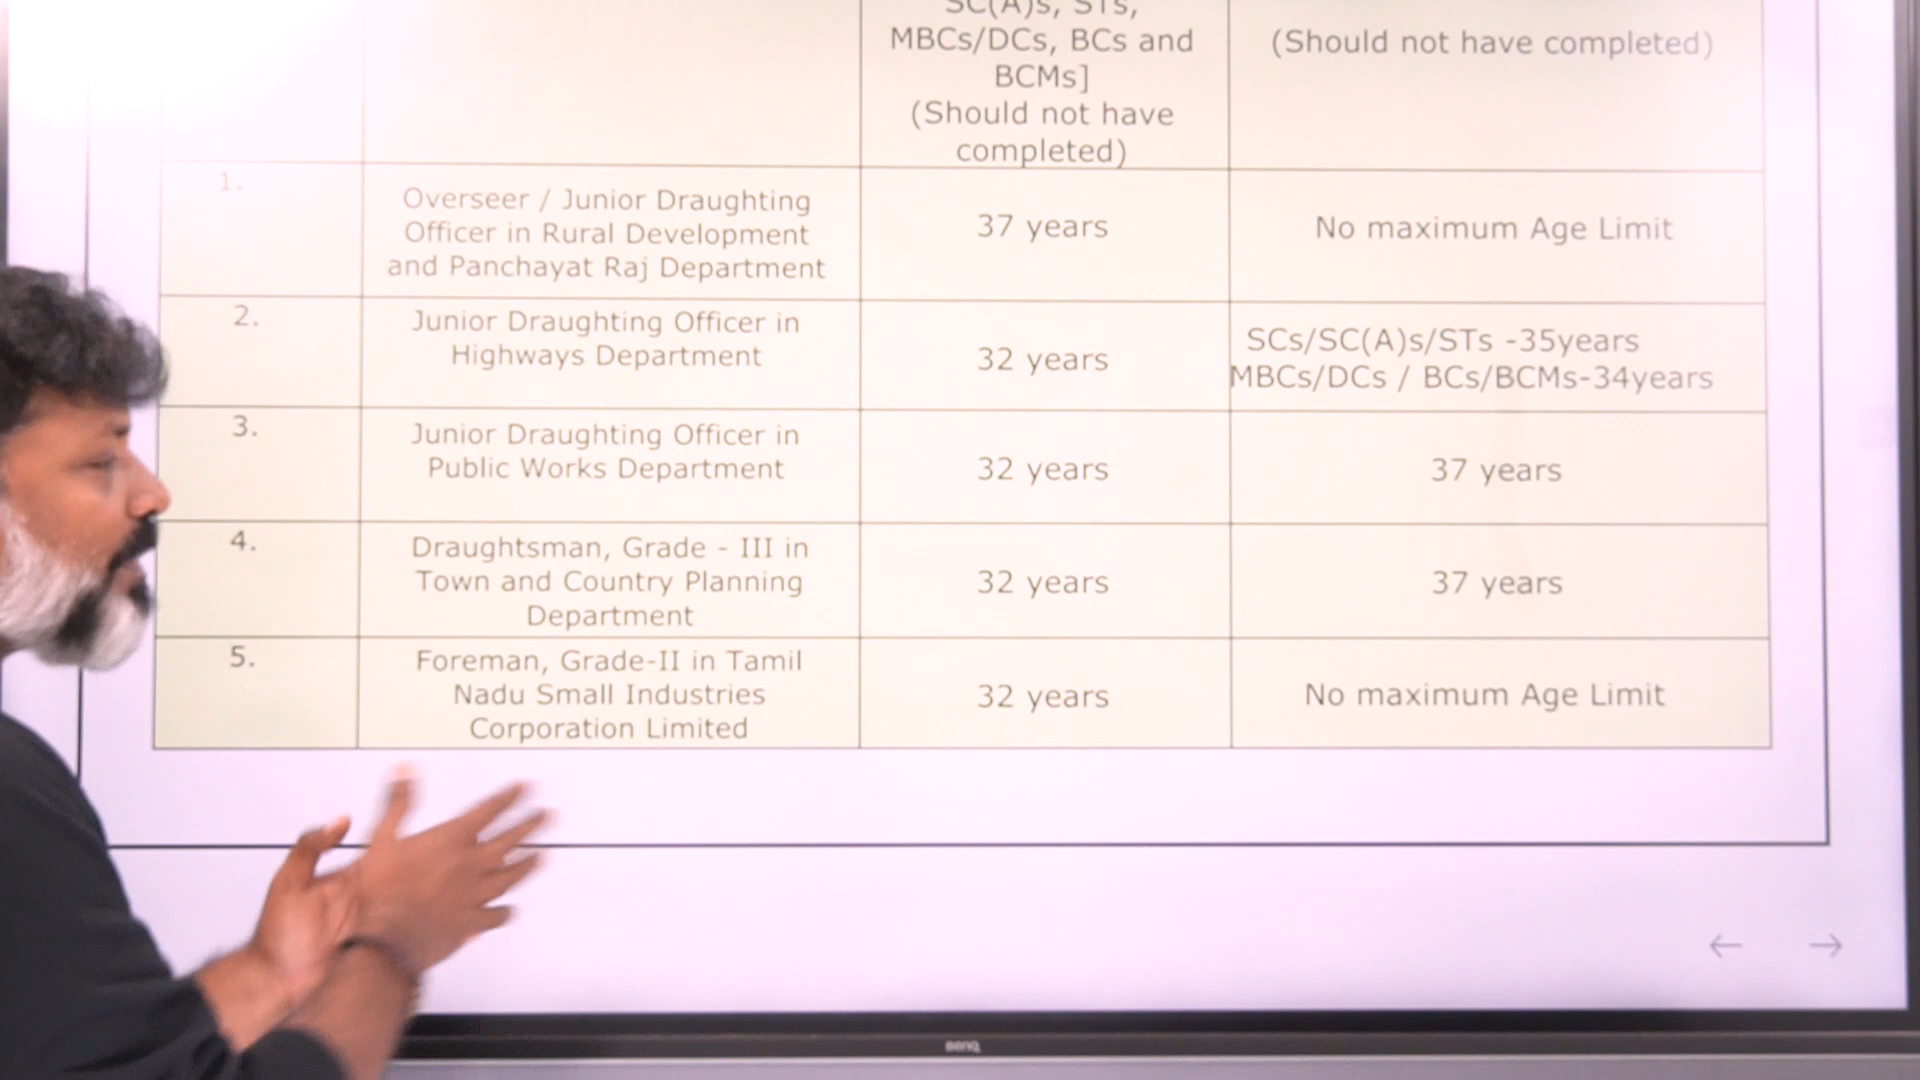 SC(A)s, STs,
MBCs/DCs, BCs and
BCMs]
(Should not have
completed)
(Should not have completed)
1.
Overseer / Junior Draughting
Officer in Rural Development
and Panchayat Raj Department
37 years
No maximum Age Limit
2.
Junior Draughting Officer in
Highways Department
32 years
SCs/SC(A)s/STs -35years
MBCs/DCs / BCs/BCMs-34years
3.
Junior Draughting Officer in
Public Works Department
32 years
37 years
4.
Draughtsman, Grade - III in
Town and Country Planning
Department
32 years
37 years
5.
Foreman, Grade-II in Tamil
Nadu Small Industries
Corporation Limited
32 years
No maximum Age Limit
BenQ